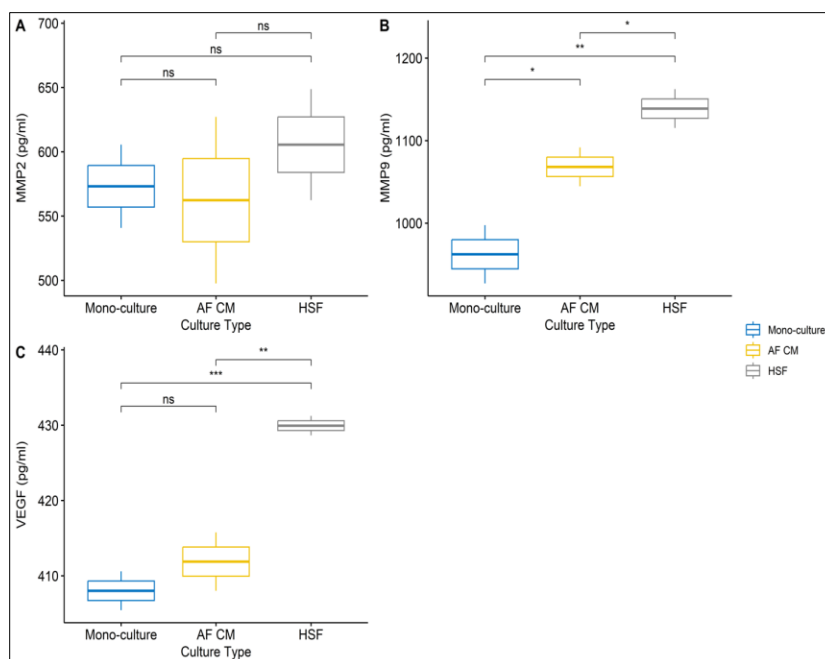 A
700
650
600
550
500
MMP2 (pg/ml)
ns
ns
ns
Mono-culture AF CM HSF
Culture Type
B
1200
1100
1000
MMP9 (pg/ml)
*
**
*
Mono-culture AF CM HSF
Culture Type
Mono-culture
AF CM
HSF
C
440
430
420
410
VEGF (pg/ml)
**
***
ns
Mono-culture AF CM HSF
Culture Type